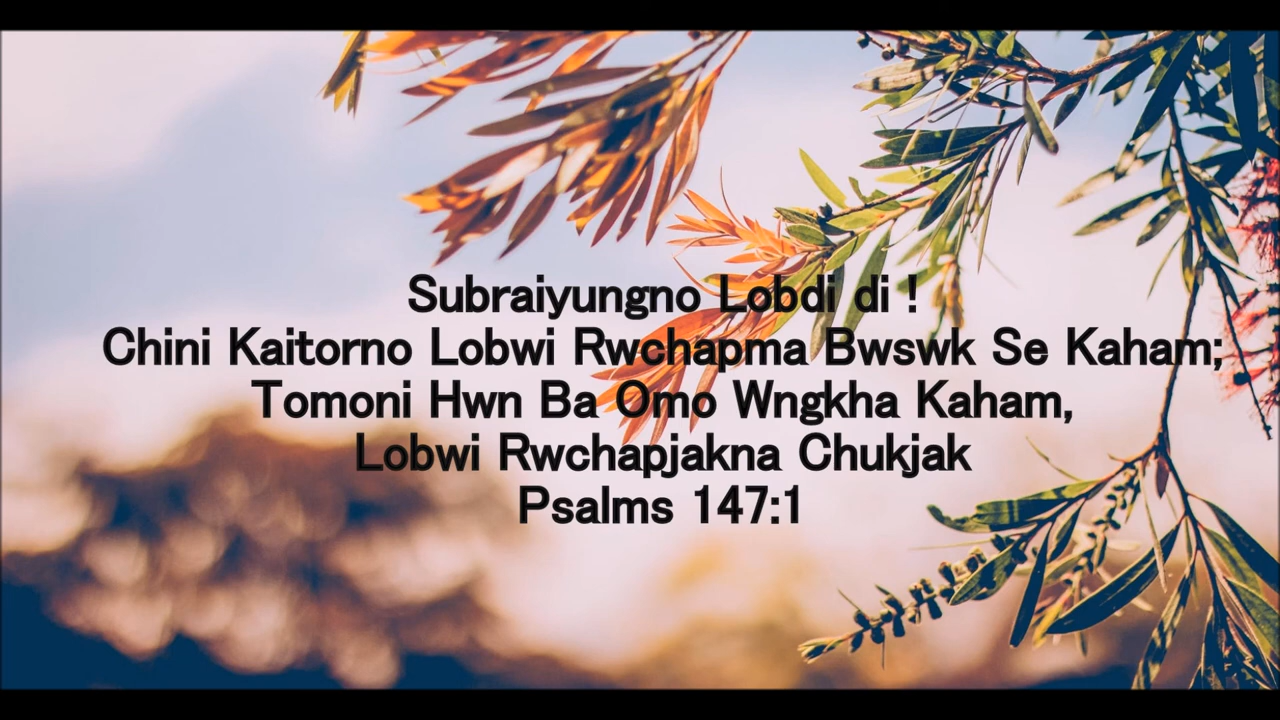 Subraiyungno Lobdi di !
Chini Kaitorno Lobwi Rwchapma Bwswk Se Kaham;
Tomoni Hwn Ba Omo Wngkha Kaham,
Lobwi Rwchapjakna Chukjak
Psalms 147:1